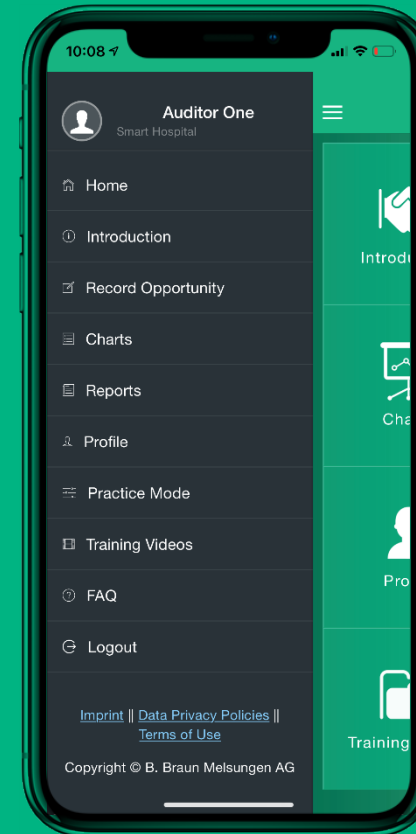 10:08
Auditor One
Smart Hospital
Home
Introduction
Record Opportunity
Charts
Reports
Profile
Practice Mode
Training Videos
FAQ
Logout
Imprint || Data Privacy Policies ||
Terms of Use
Copyright © B. Braun Melsungen AG
Introdu
Cha
Pro
Training